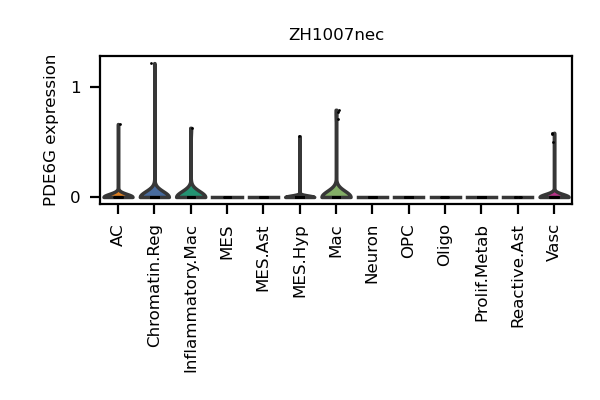 ZH1007nec
PDE6G expression
1
0
AC
Chromatin.Reg
Inflammatory.Mac
MES
MES.Ast
MES.Hyp
Mac
Neuron
OPC
Oligo
Prolif.Metab
Reactive.Ast
Vasc